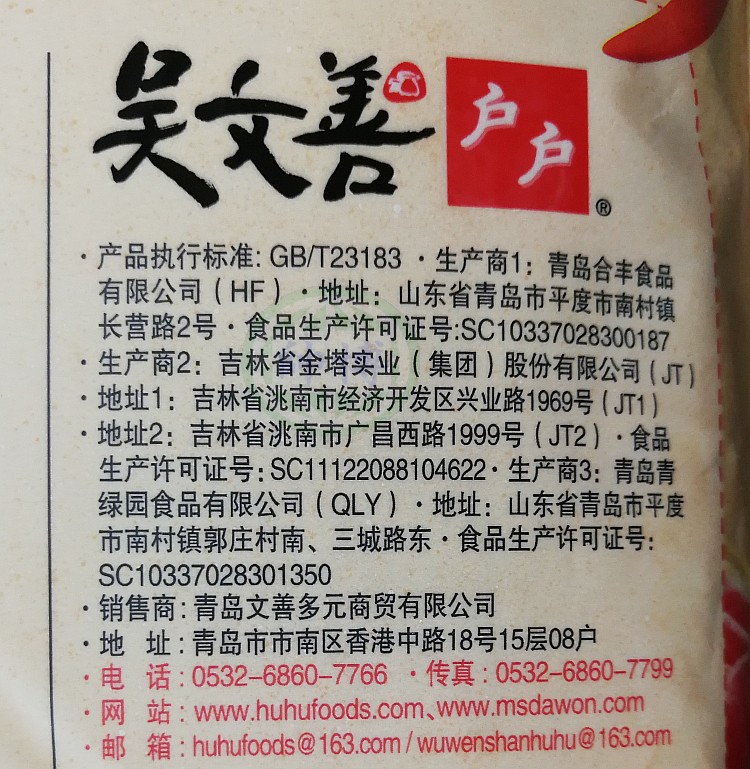 吴文善 户户®
·产品执行标准: GB/T23183 ·生产商1: 青岛合丰食品
有限公司(HF)·地址: 山东省青岛市平度市南村镇
长营路2号·食品生产许可证号:SC10337028300187
·生产商2: 吉林省金塔实业(集团)股份有限公司(JT)
·地址1: 吉林省洮南市经济开发区兴业路1969号(JT1)
·地址2: 吉林省洮南市广昌西路1999号(JT2)·食品
生产许可证号: SC11122088104622·生产商3: 青岛青
绿园食品有限公司(QLY)·地址: 山东省青岛市平度
市南村镇郭庄村南、三城路东·食品生产许可证号:
SC10337028301350
·销售商: 青岛文善多元商贸有限公司
·地 址: 青岛市市南区香港中路18号15层08户
·电 话: 0532-6860-7766 ·传真: 0532-6860-7799
·网 站: www.huhufoods.com、www.msdawon.com
·邮 箱: huhufoods@163.com / wuwenshanhuhu@163.com